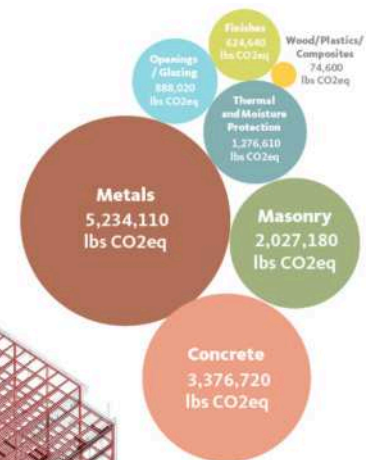 Finishes
624,640
lbs CO2eq
Wood/Plastics/
Composites
74,600
lbs CO2eq
Openings
/ Glazing
888,020
lbs CO2eq
Thermal
and Moisture
Protection
1,276,610
lbs CO2eq
Metals
5,234,110
lbs CO2eq
Masonry
2,027,180
lbs CO2eq
Concrete
3,376,720
lbs CO2eq